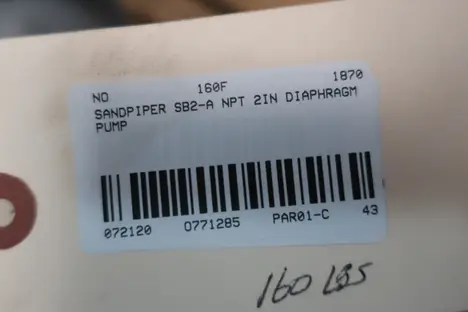 NO 160F 1870
SANDPIPER SB2-A NPT 2IN DIAPHRAGM
PUMP
072120 0771285 PAR01-C 43
160 LBS